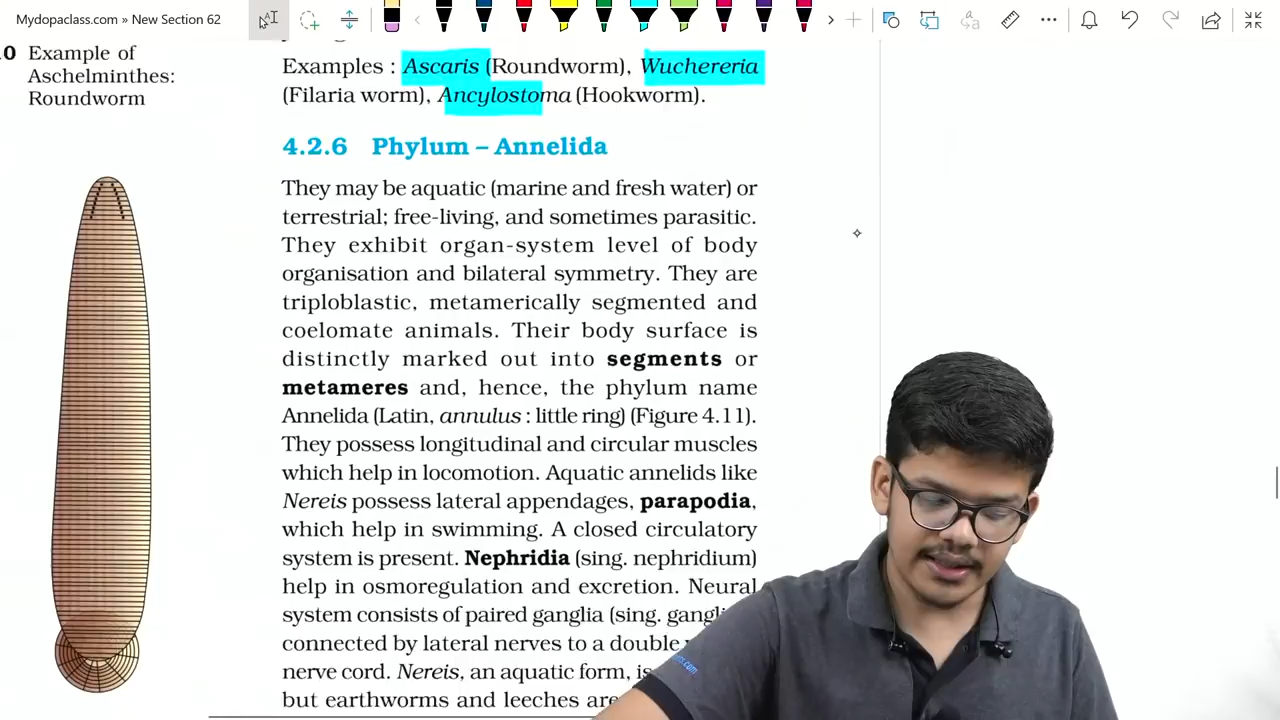 Mydopaclass.com » New Section 62
.0 Example of
Aschelminthes:
Roundworm
Examples : Ascaris (Roundworm), Wuchereria
(Filaria worm), Ancylostoma (Hookworm).
4.2.6 Phylum – Annelida
They may be aquatic (marine and fresh water) or
terrestrial; free-living, and sometimes parasitic.
They exhibit organ-system level of body
organisation and bilateral symmetry. They are
triploblastic, metamerically segmented and
coelomate animals. Their body surface is
distinctly marked out into segments or
metameres and, hence, the phylum name
Annelida (Latin, annulus : little ring) (Figure 4.11).
They possess longitudinal and circular muscles
which help in locomotion. Aquatic annelids like
Nereis possess lateral appendages, parapodia,
which help in swimming. A closed circulatory
system is present. Nephridia (sing. nephridium)
help in osmoregulation and excretion. Neural
system consists of paired ganglia (sing.
connected by lateral nerves to a double
nerve cord. Nereis, an aquatic form, is
but earthworms and leeches are